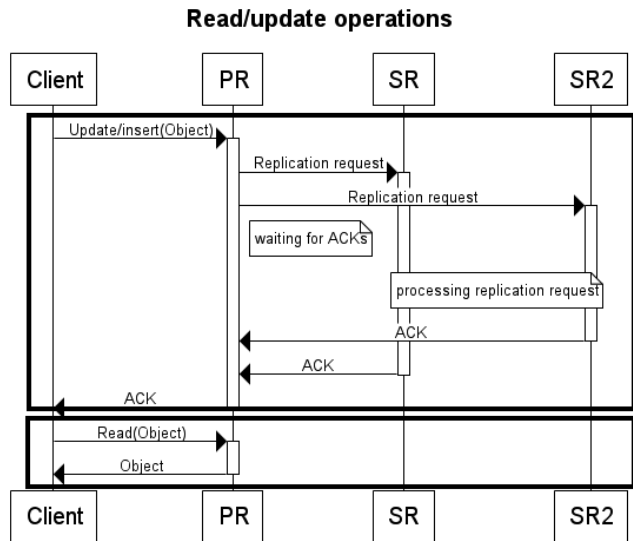 Read/update operations
Client PR SR SR2
Update/insert(Object)
Replication request
Replication request
waiting for ACKs
processing replication request
ACK
ACK
ACK
Read(Object)
Object
Client PR SR SR2